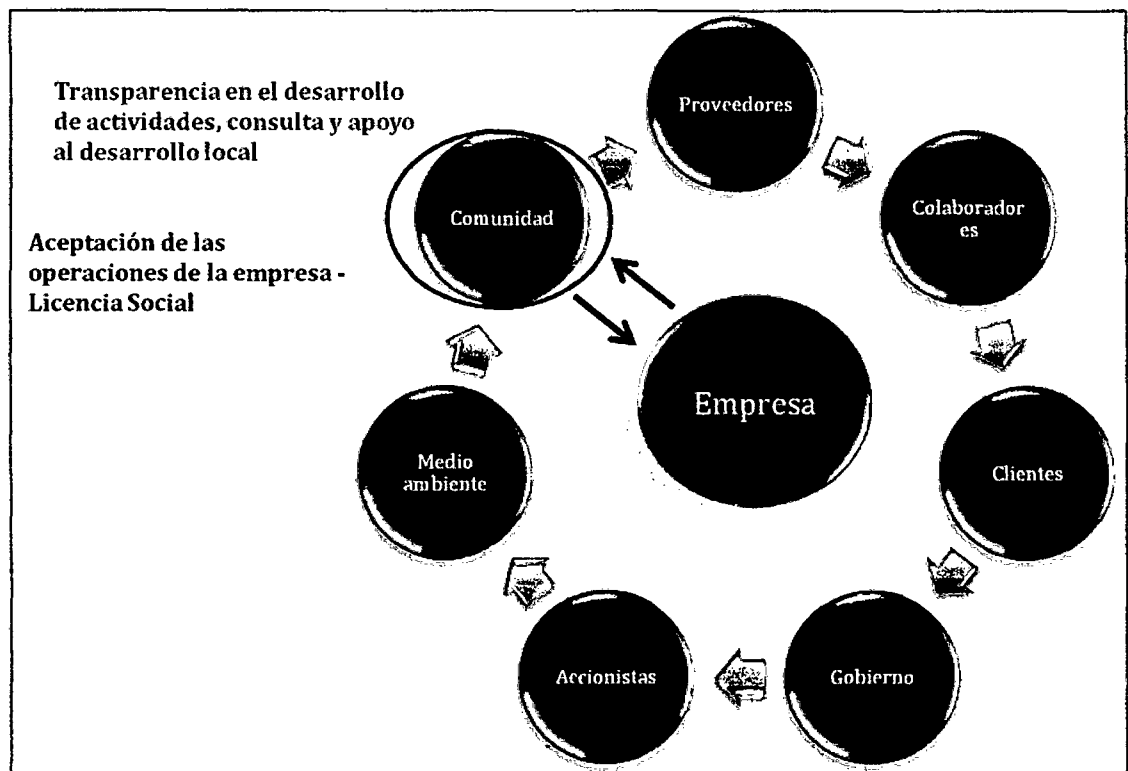 Transparencia en el desarrollo
de actividades, consulta y apoyo
al desarrollo local
Aceptación de las
operaciones de la empresa -
Licencia Social
Proveedores
Colaborador
es
Clientes
Gobierno
Accionistas
Medio
ambiente
Comunidad
Empresa